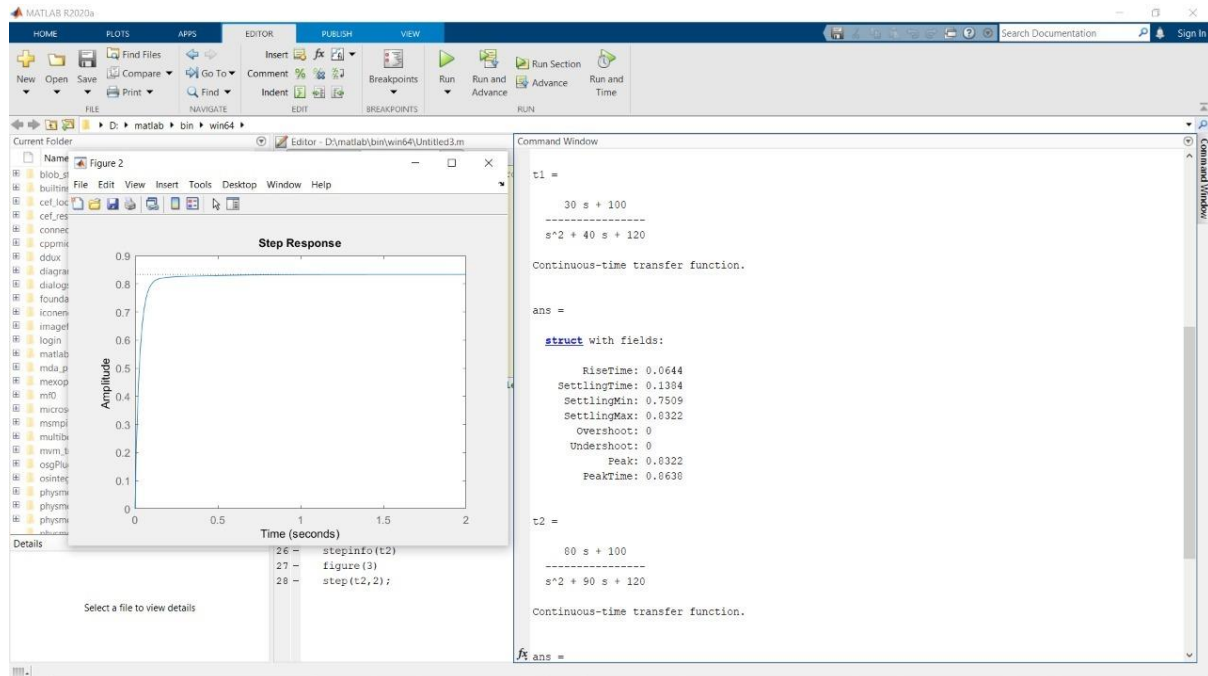 MATLAB R2020a
HOME PLOTS APPS EDITOR PUBLISH VIEW
Search Documentation
Sign In
New Open Save
Find Files
Compare
Print
FILE
Go To
Find
NAVIGATE
Insert fx
Comment %
Indent
EDIT
Breakpoints
BREAKPOINTS
Run
Run and Advance
Run Section
Advance
Run and Time
RUN
D: matlab bin win64
Current Folder
Name
builtin
cef_loc
cef_res
connec
cppmic
ddux
diagra
dialogs
founda
iconen
imagef
login
matlab
mda_p
mexop
mf0
micros
msmpi
multibo
mvm_t
osgPlu
ointeg
physmo
physmo
physmo
Details
Select a file to view details
Editor - D:\matlab\bin\win64\Untitled3.m
Figure 2
File Edit View Insert Tools Desktop Window Help
Step Response
Amplitude
0.9
0.8
0.7
0.6
0.5
0.4
0.3
0.2
0.1
0
0 0.5 1 1.5 2
Time (seconds)
26 - stepinfo(t2)
27 - figure(3)
28 - step(t2,2);
Command Window
t1 =
30 s + 100
----------------
s^2 + 40 s + 120
Continuous-time transfer function.
ans =
struct with fields:
RiseTime: 0.0644
SettlingTime: 0.1384
SettlingMin: 0.7509
SettlingMax: 0.8322
Overshoot: 0
Undershoot: 0
Peak: 0.8322
PeakTime: 0.8638
t2 =
80 s + 100
----------------
s^2 + 90 s + 120
Continuous-time transfer function.
fx ans =
Command Window